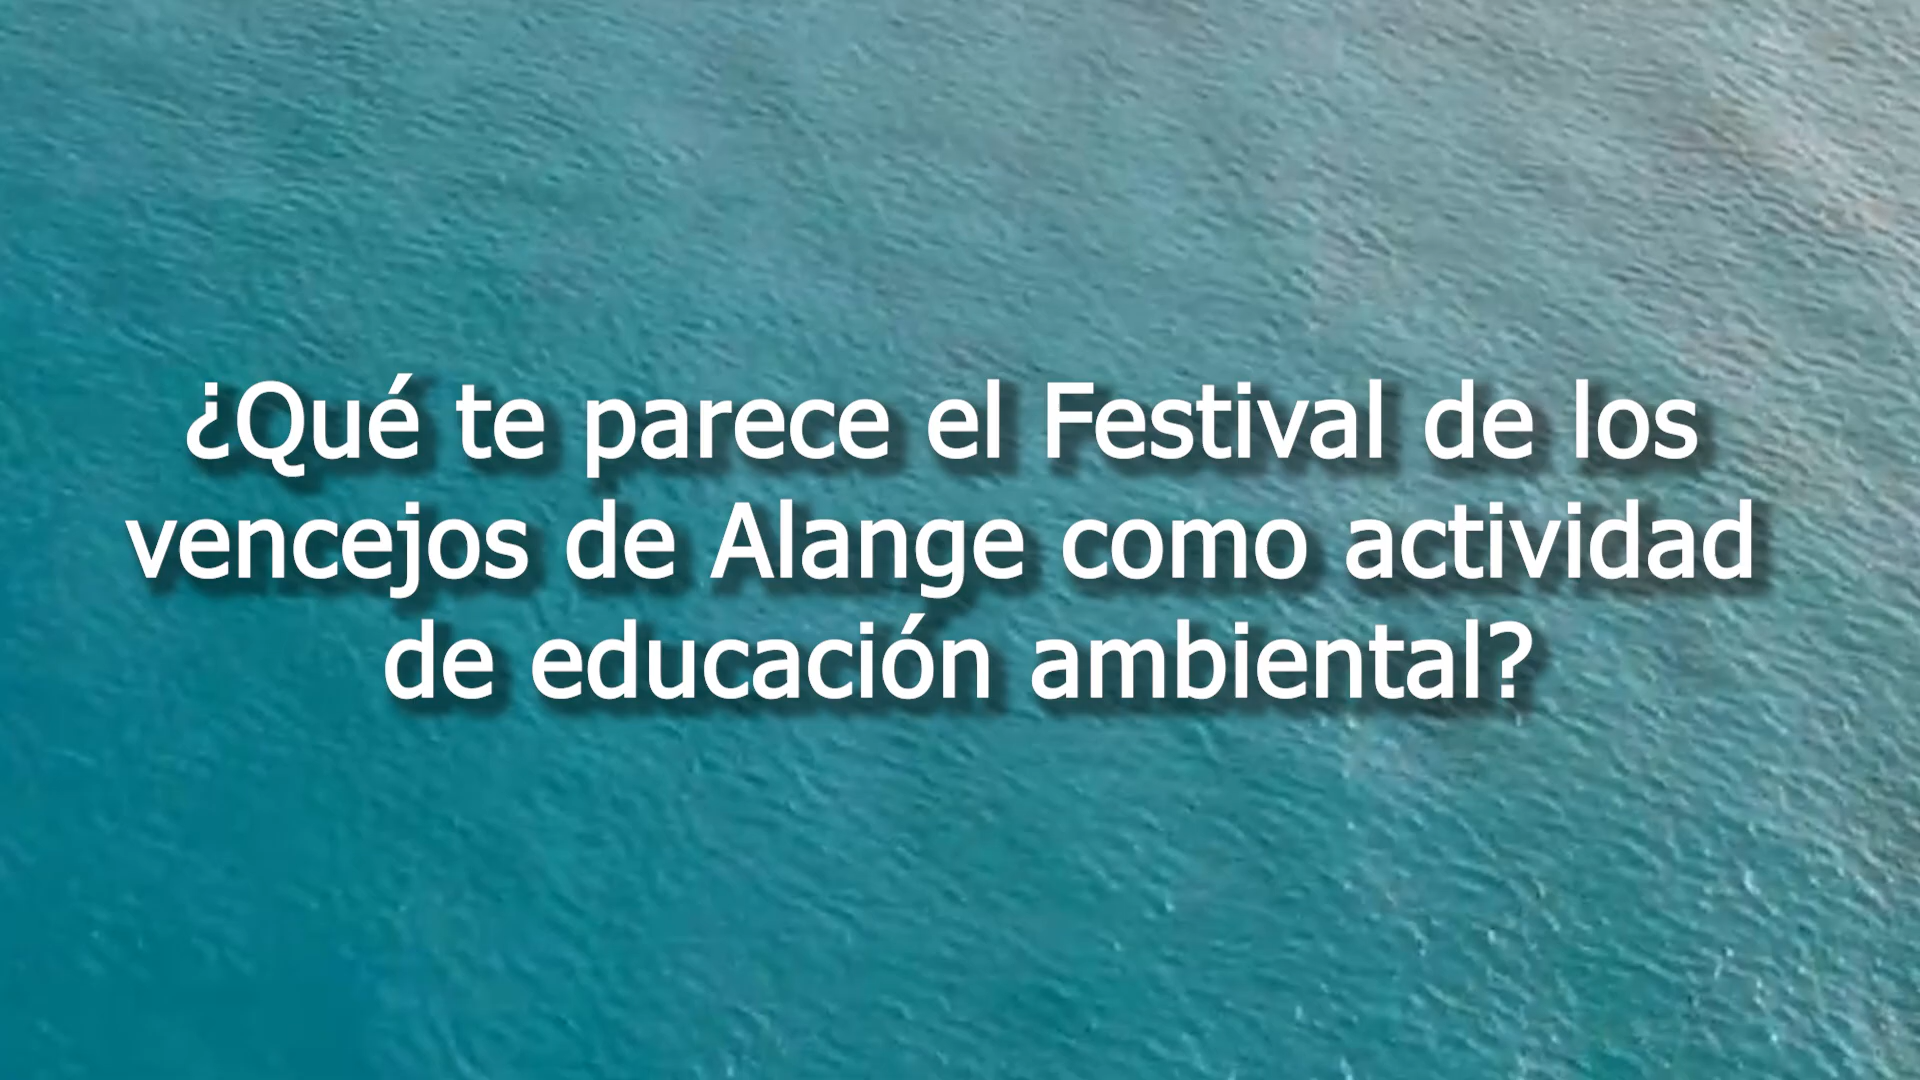 ¿Qué te parece el Festival de los
vencejos de Alange como actividad
de educación ambiental?